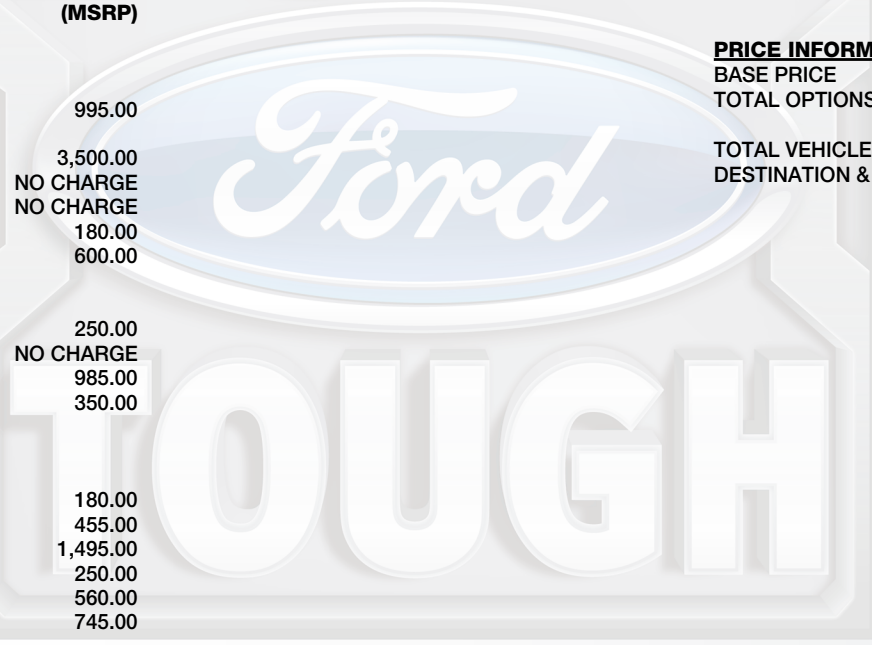 (MSRP)
995.00
3,500.00
NO CHARGE
NO CHARGE
180.00
600.00
250.00
NO CHARGE
985.00
350.00
180.00
455.00
1,495.00
250.00
560.00
745.00
PRICE INFORM
BASE PRICE
TOTAL OPTIONS
TOTAL VEHICLE
DESTINATION &
Ford
TOUGH